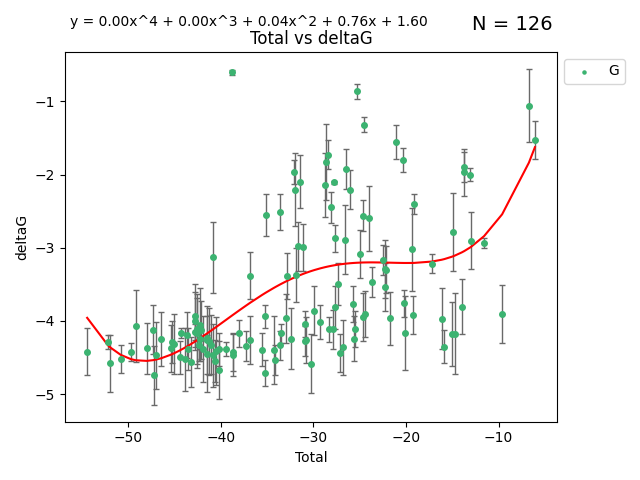 y = 0.00x^4 + 0.00x^3 + 0.04x^2 + 0.76x + 1.60
N = 126
Total vs deltaG
G
−1
−2
−3
−4
−5
deltaG
−50
−40
−30
−20
−10
Total